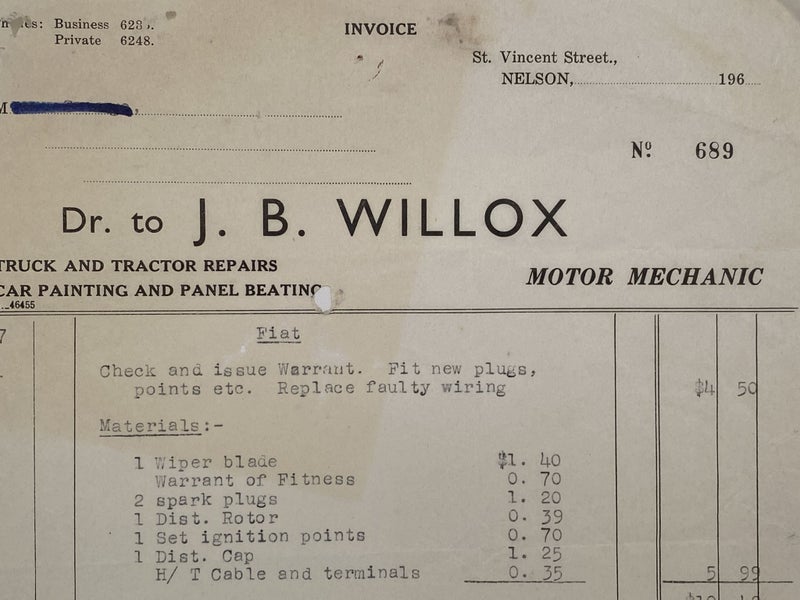 Business 628
Private 6248.
INVOICE
St. Vincent Street.,
NELSON, 196
M
Nº 689
Dr. to J. B. WILLOX
TRUCK AND TRACTOR REPAIRS
CAR PAINTING AND PANEL BEATING
MOTOR MECHANIC
46455
7 Fiat
Check and issue Warrant. Fit new plugs,
points etc. Replace faulty wiring $4 50
Materials:-
1 Wiper blade $1. 40
Warrant of Fitness 0. 70
2 spark plugs 1. 20
1 Dist. Rotor 0. 39
1 Set ignition points 0. 70
1 Dist. Cap 1. 25
H/ T Cable and terminals 0. 35 5 99